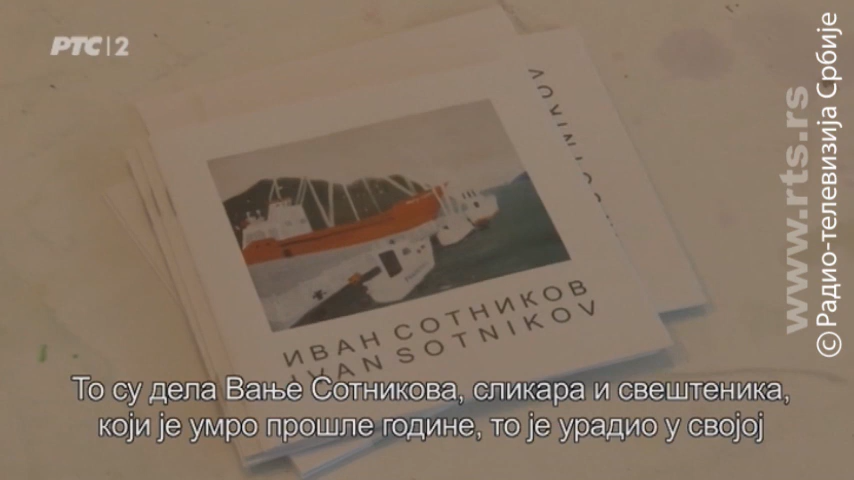 РТС|2
ИВАН СОТНИКОВ
IVAN SOTNIKOV
То су дела Вање Сотникова, сликара и свештеника,
који је умро прошле године, то је урадио у својој
www.rts.rs
© Радио-телевизија Србије